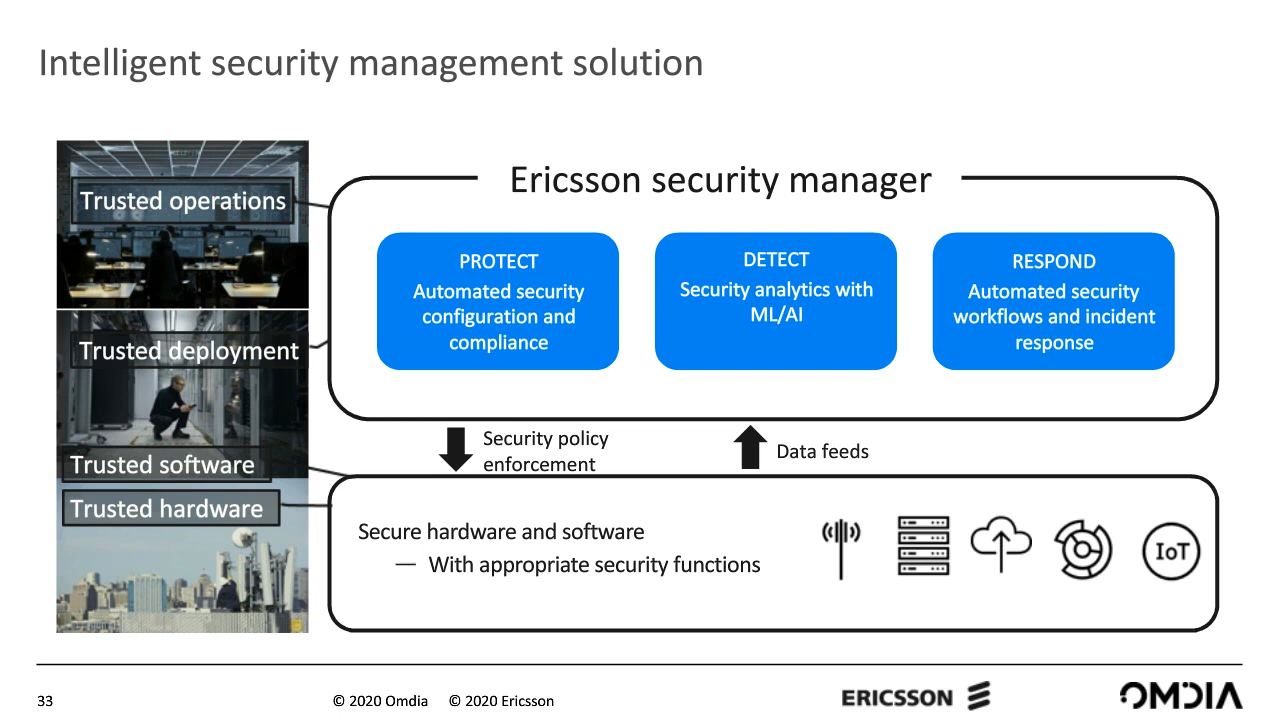 Intelligent security management solution
Trusted operations
Trusted deployment
Trusted software
Trusted hardware
Ericsson security manager
PROTECT
Automated security
configuration and
compliance
DETECT
Security analytics with
ML/AI
RESPOND
Automated security
workflows and incident
response
Security policy
enforcement
Data feeds
Secure hardware and software
— With appropriate security functions
IoT
33
© 2020 Omdia © 2020 Ericsson
ERICSSON
OMDIA